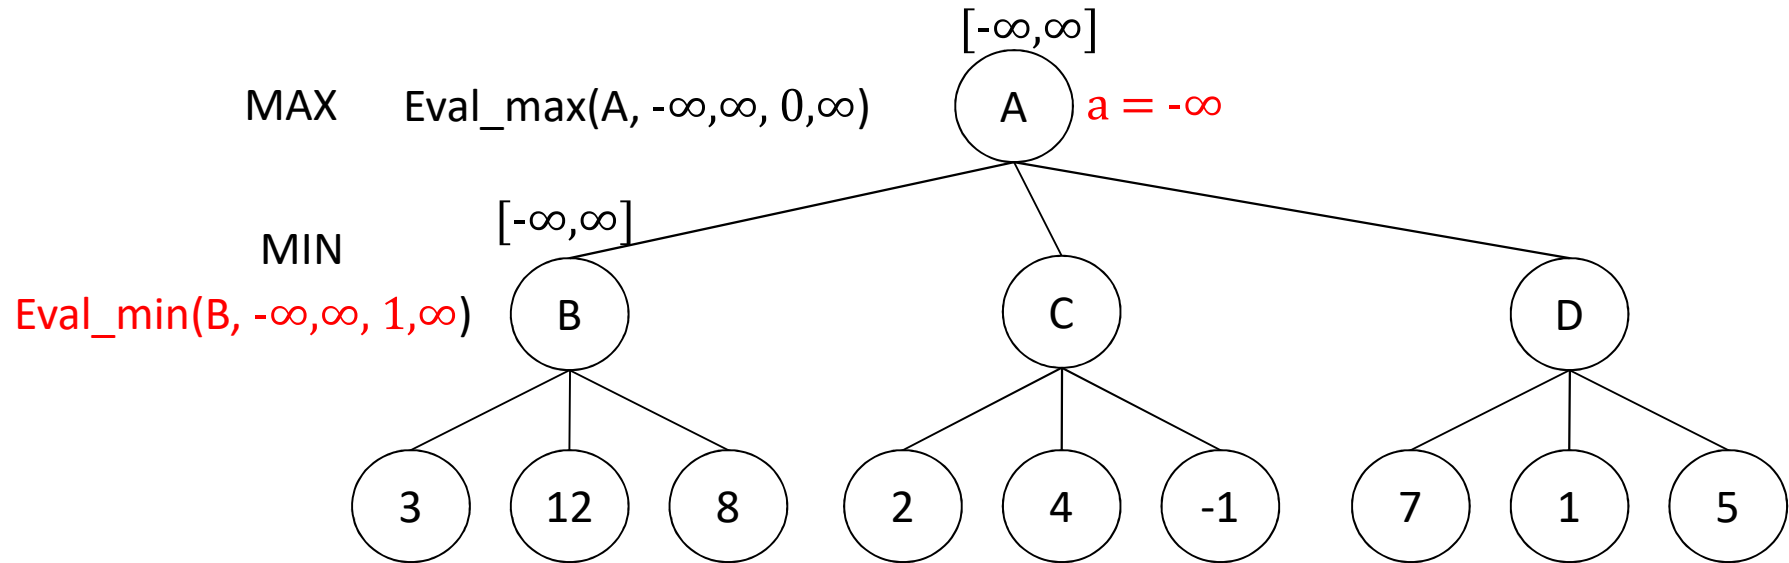 [-∞,∞]
MAX Eval_max(A, -∞,∞, 0,∞) A a = -∞
[-∞,∞]
MIN
Eval_min(B, -∞,∞, 1,∞) B C D
3 12 8 2 4 -1 7 1 5